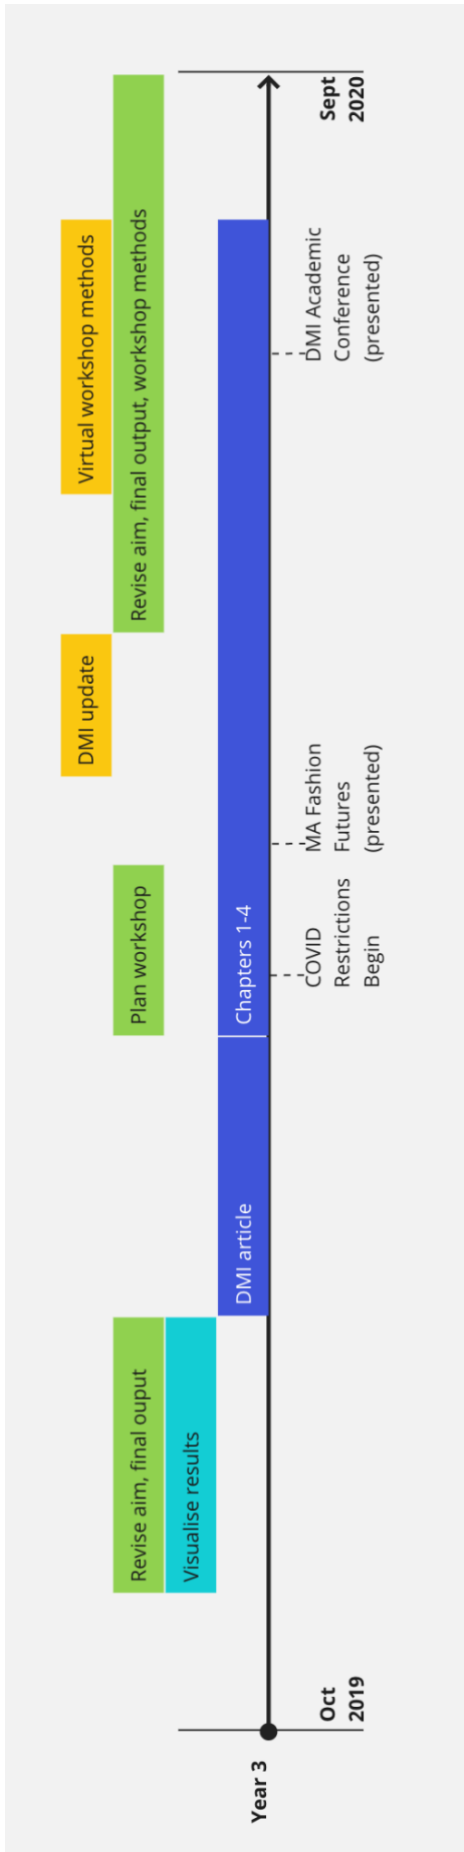 Year 3
Oct
2019
Revise aim, final ouput
Visualise results
DMI article
Chapters 1-4
Plan workshop
DMI update
Virtual workshop methods
Revise aim, final output, workshop methods
COVID
Restrictions
Begin
MA Fashion
Futures
(presented)
DMI Academic
Conference
(presented)
Sept
2020